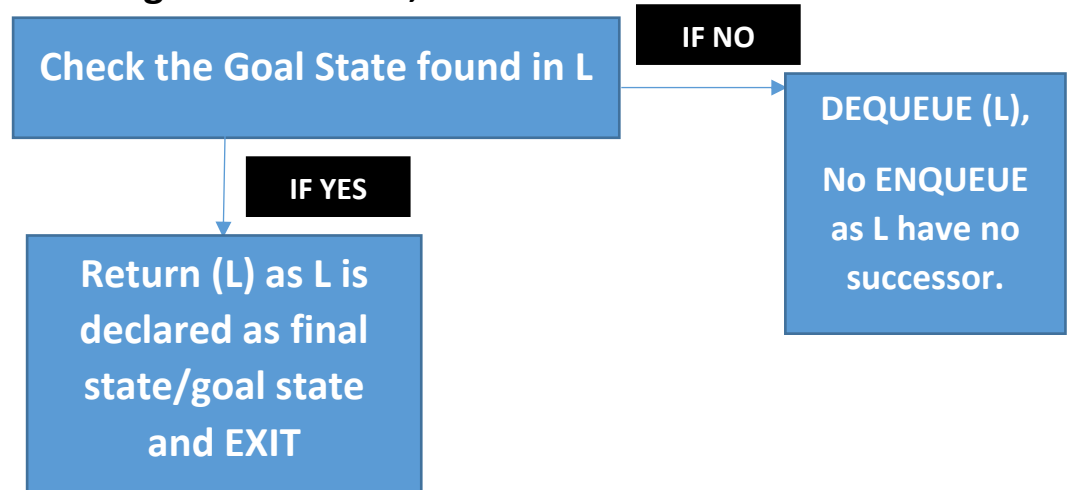 Check the Goal State found in L
IF NO
DEQUEUE (L),
No ENQUEUE
as L have no
successor.
IF YES
Return (L) as L is
declared as final
state/goal state
and EXIT